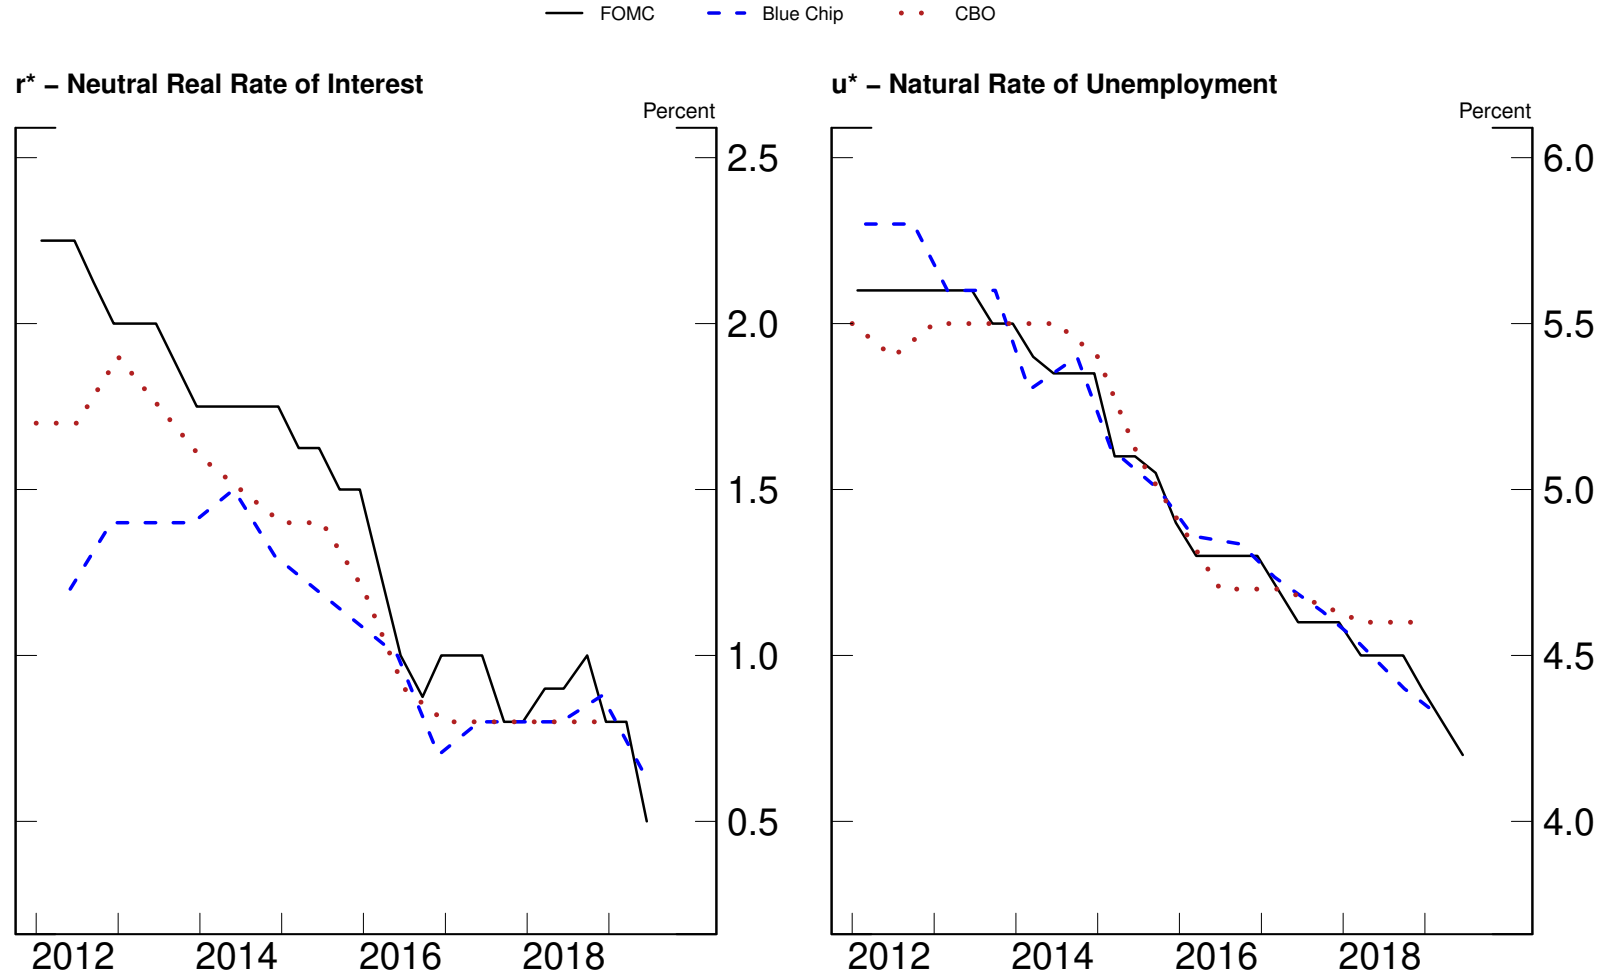 FOMC Blue Chip CBO
r* – Neutral Real Rate of Interest
Percent
2.5
2.0
1.5
1.0
0.5
2012 2014 2016 2018
u* – Natural Rate of Unemployment
Percent
6.0
5.5
5.0
4.5
4.0
2012 2014 2016 2018